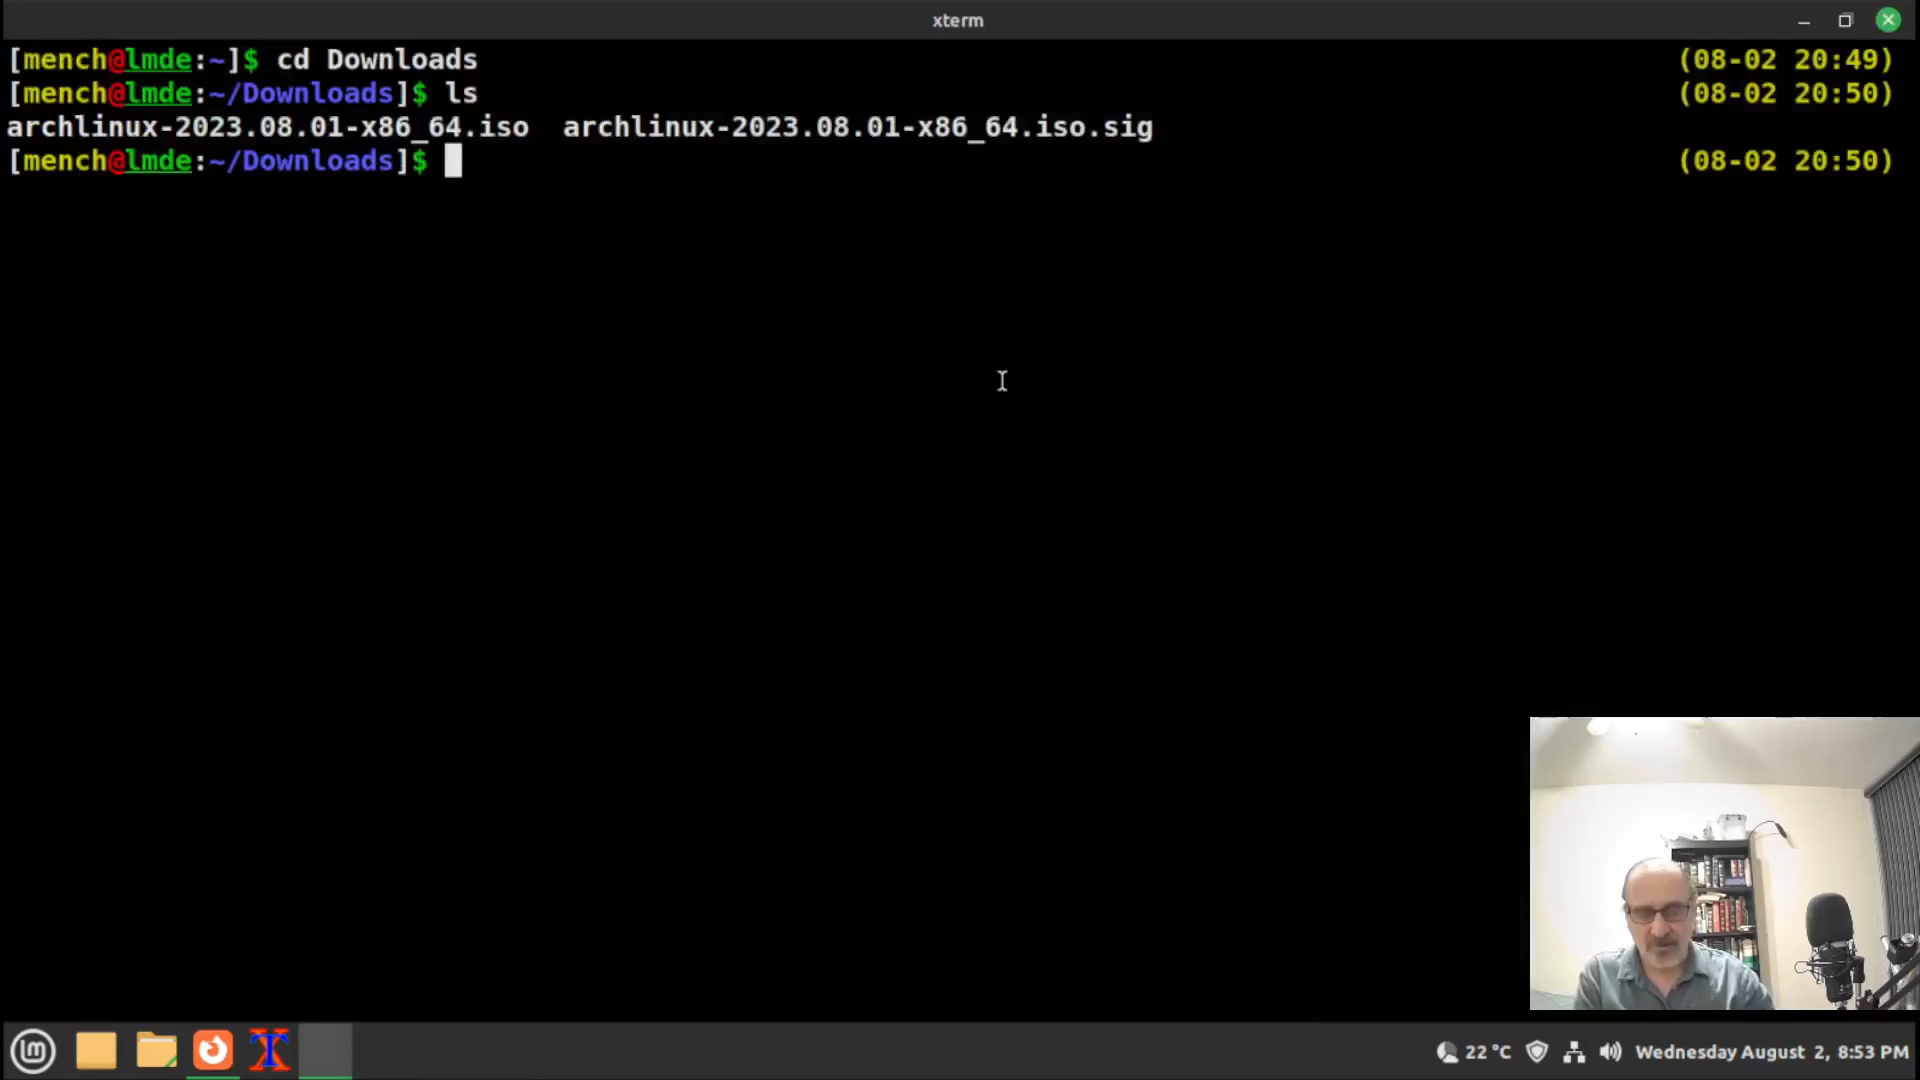 xterm
[mench@lmde:~]$ cd Downloads (08-02 20:49)
[mench@lmde:~/Downloads]$ ls (08-02 20:50)
archlinux-2023.08.01-x86_64.iso archlinux-2023.08.01-x86_64.iso.sig
[mench@lmde:~/Downloads]$ (08-02 20:50)
22 °C Wednesday August 2, 8:53 PM